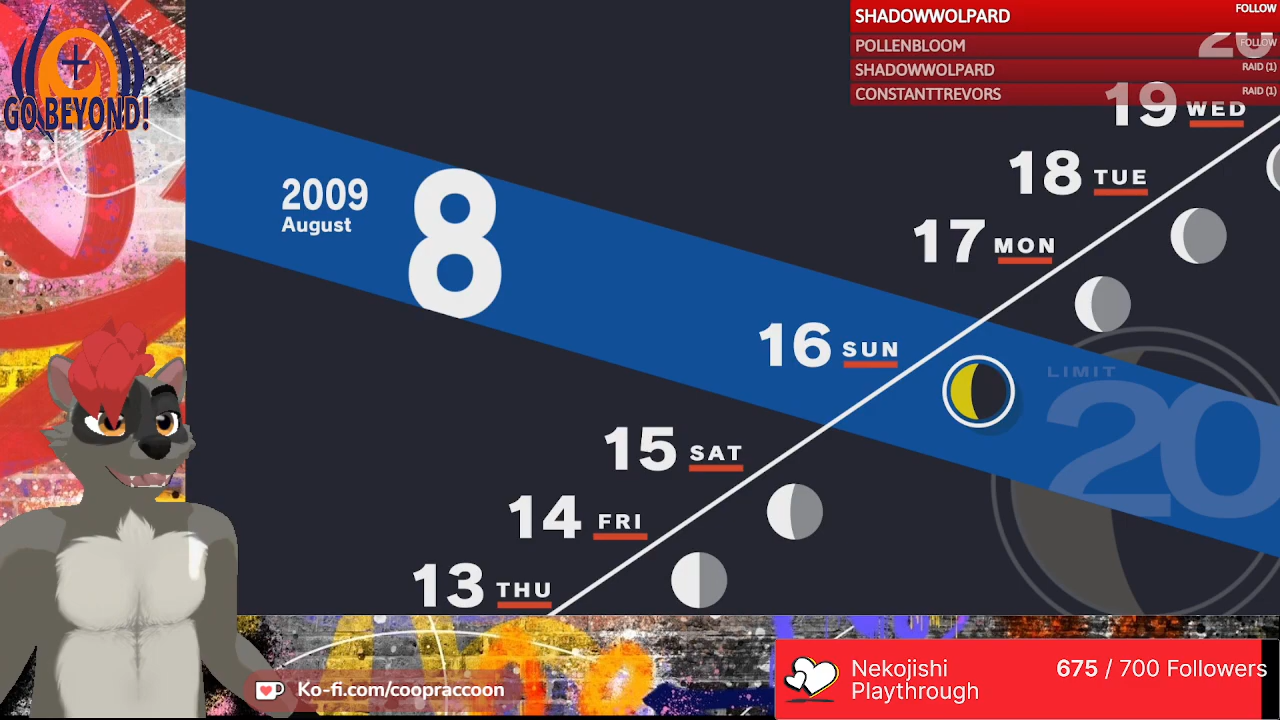 GO BEYOND!
SHADOWWOLPARD FOLLOW
POLLENBLOOM FOLLOW
SHADOWWOLPARD RAID (1)
CONSTANTTREVORS RAID (1)
20
19 WED
18 TUE
17 MON
16 SUN
15 SAT
14 FRI
13 THU
2009
August
8
LIMIT
20
Ko-fi.com/coopraccoon
Nekojishi
Playthrough
675 / 700 Followers